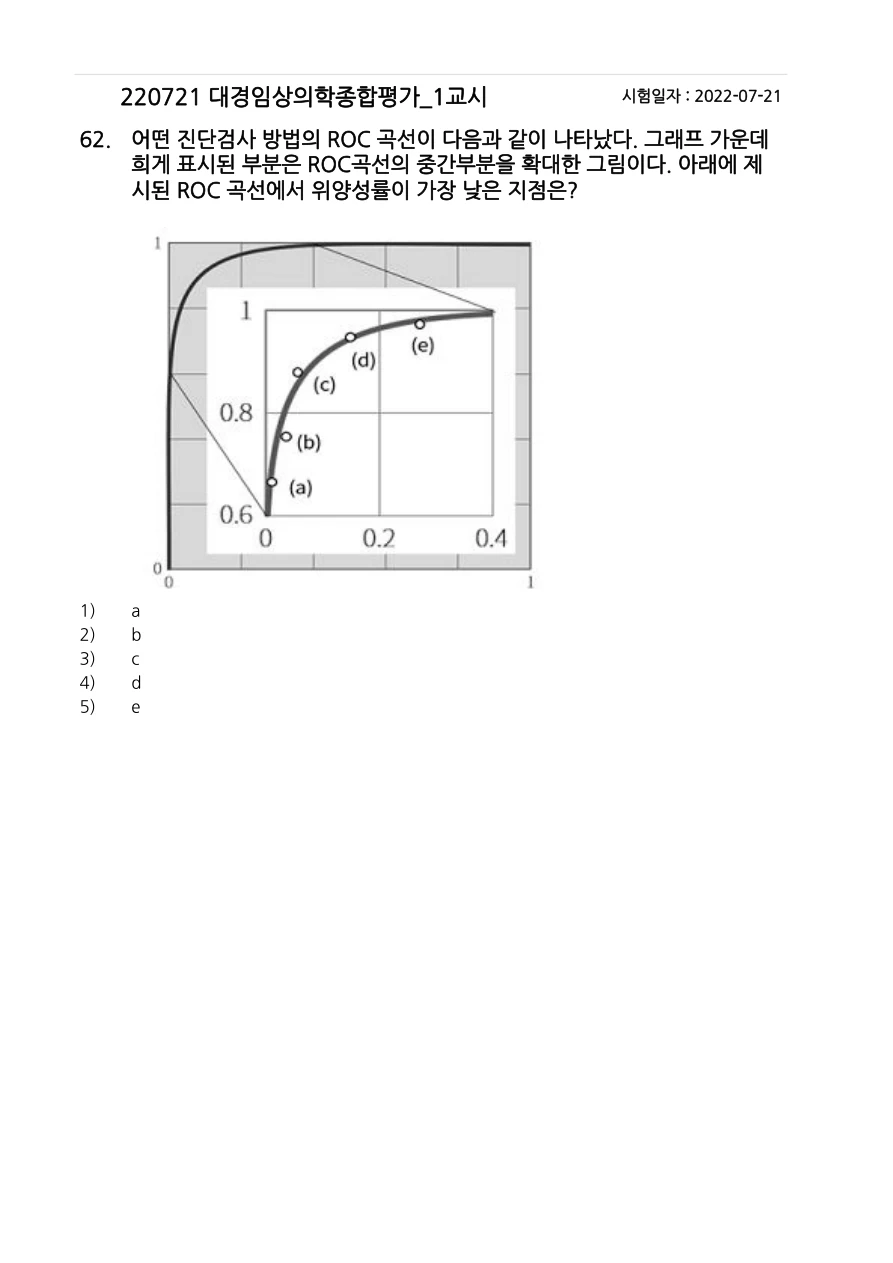 220721 대경임상의학종합평가_1교시 시험일자 : 2022-07-21
62. 어떤 진단검사 방법의 ROC 곡선이 다음과 같이 나타났다. 그래프 가운데
희게 표시된 부분은 ROC곡선의 중간부분을 확대한 그림이다. 아래에 제
시된 ROC 곡선에서 위양성률이 가장 낮은 지점은?
1
1
(d)
(e)
(c)
0.8
(b)
(a)
0.6
0 0.2 0.4
0
0 1
1) a
2) b
3) c
4) d
5) e